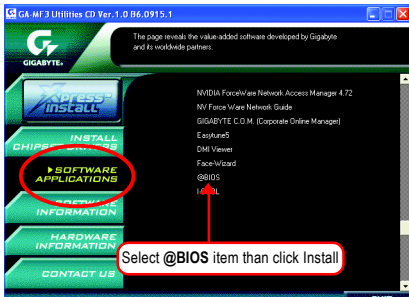 GA-MF3 Utilities CD Ver.1.0 B6.0915.1
The page reveals the value-added software developed by Gigabyte
and its worldwide partners.
GIGABYTE
Xpress
INSTALL
INSTALL
CHIPSET DRIVERS
SOFTWARE
APPLICATIONS
SOFTWARE
INFORMATION
HARDWARE
INFORMATION
CONTACT US
NVIDIA ForceWare Network Access Manager 4.72
NV Force Ware Network Guide
GIGABYTE C.O.M. (Corporate Online Manager)
Easytune5
DMI Viewer
Face-Wizard
@BIOS
Select @BIOS item than click Install